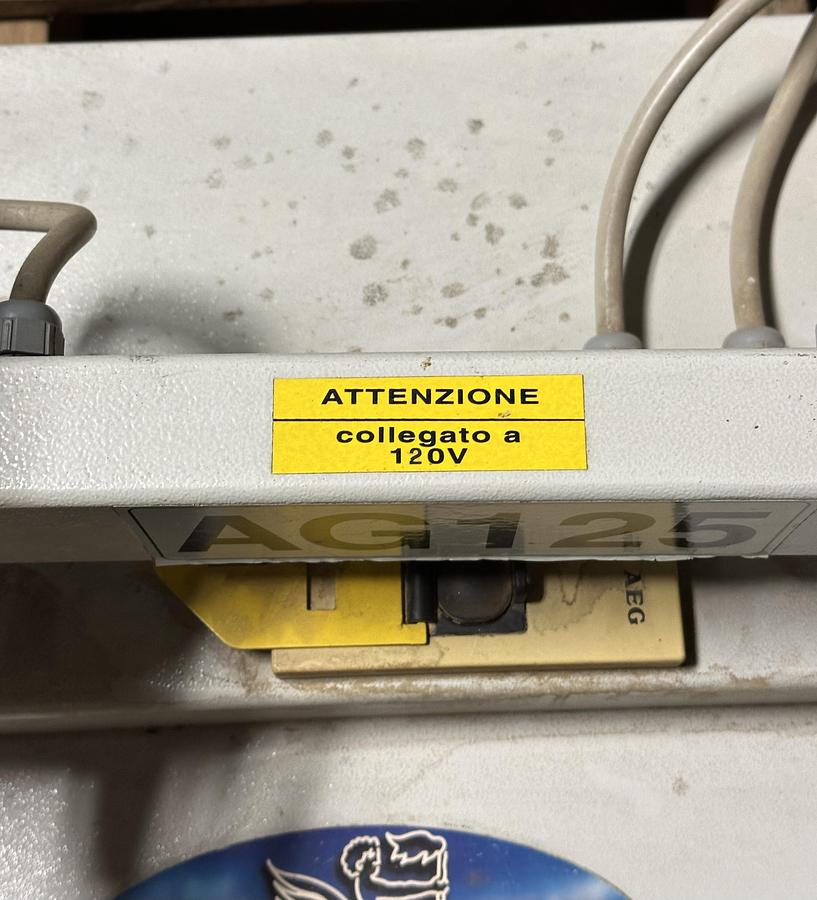 ATTENZIONE
collegato a
120V
AG125
AEG